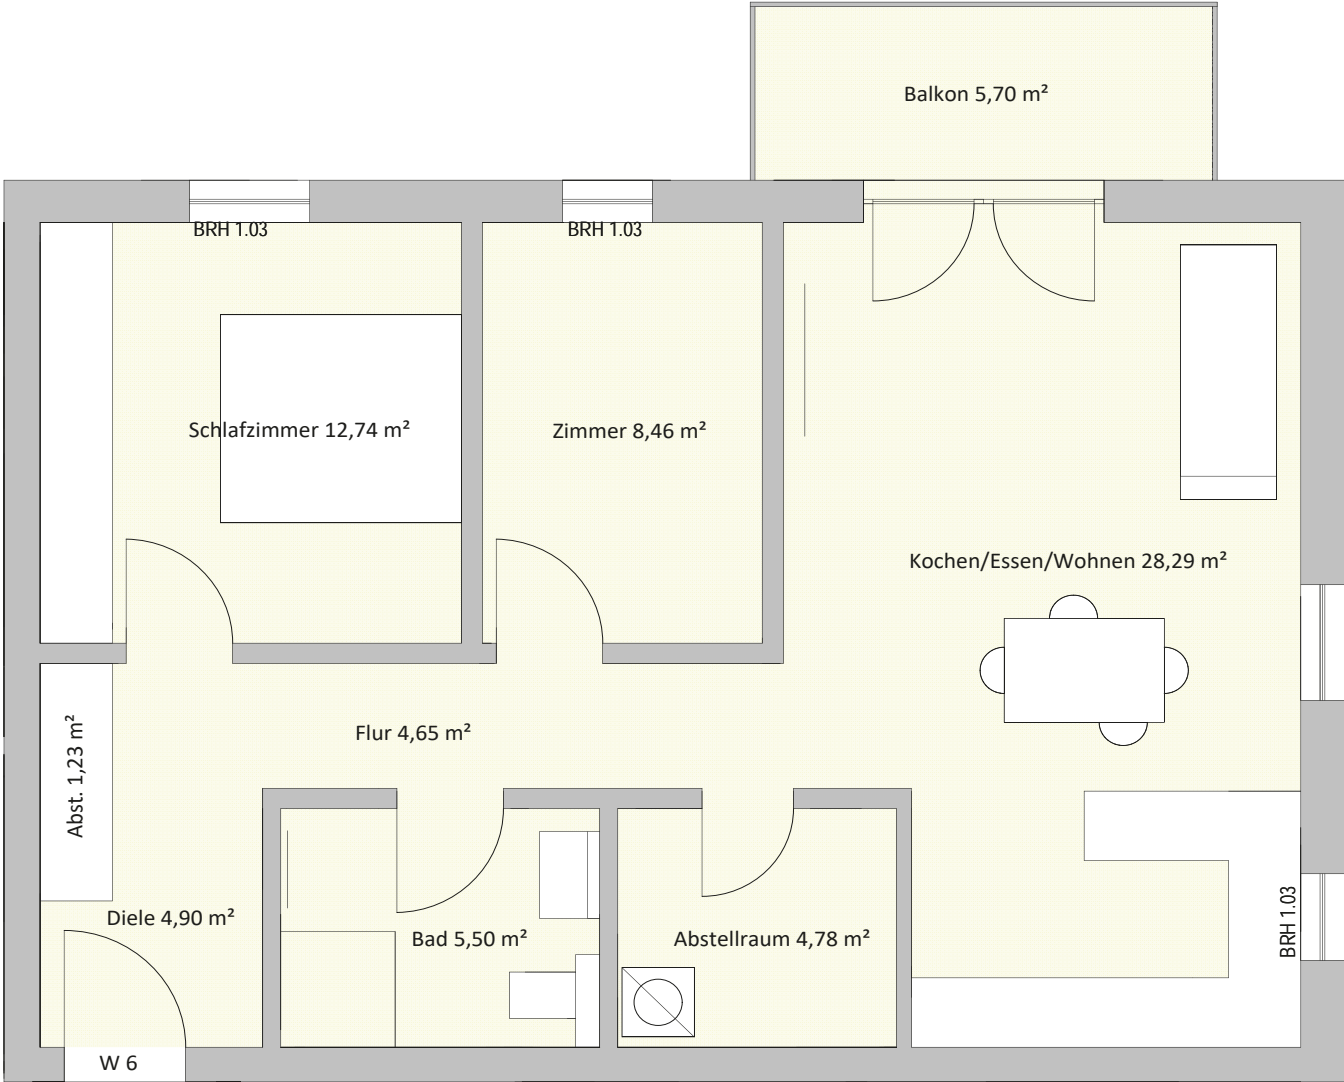 Balkon 5,70 m²
BRH 1.03
BRH 1.03
Schlafzimmer 12,74 m²
Zimmer 8,46 m²
Kochen/Essen/Wohnen 28,29 m²
Flur 4,65 m²
Abst. 1,23 m²
Diele 4,90 m²
Bad 5,50 m²
Abstellraum 4,78 m²
BRH 1.03
W 6